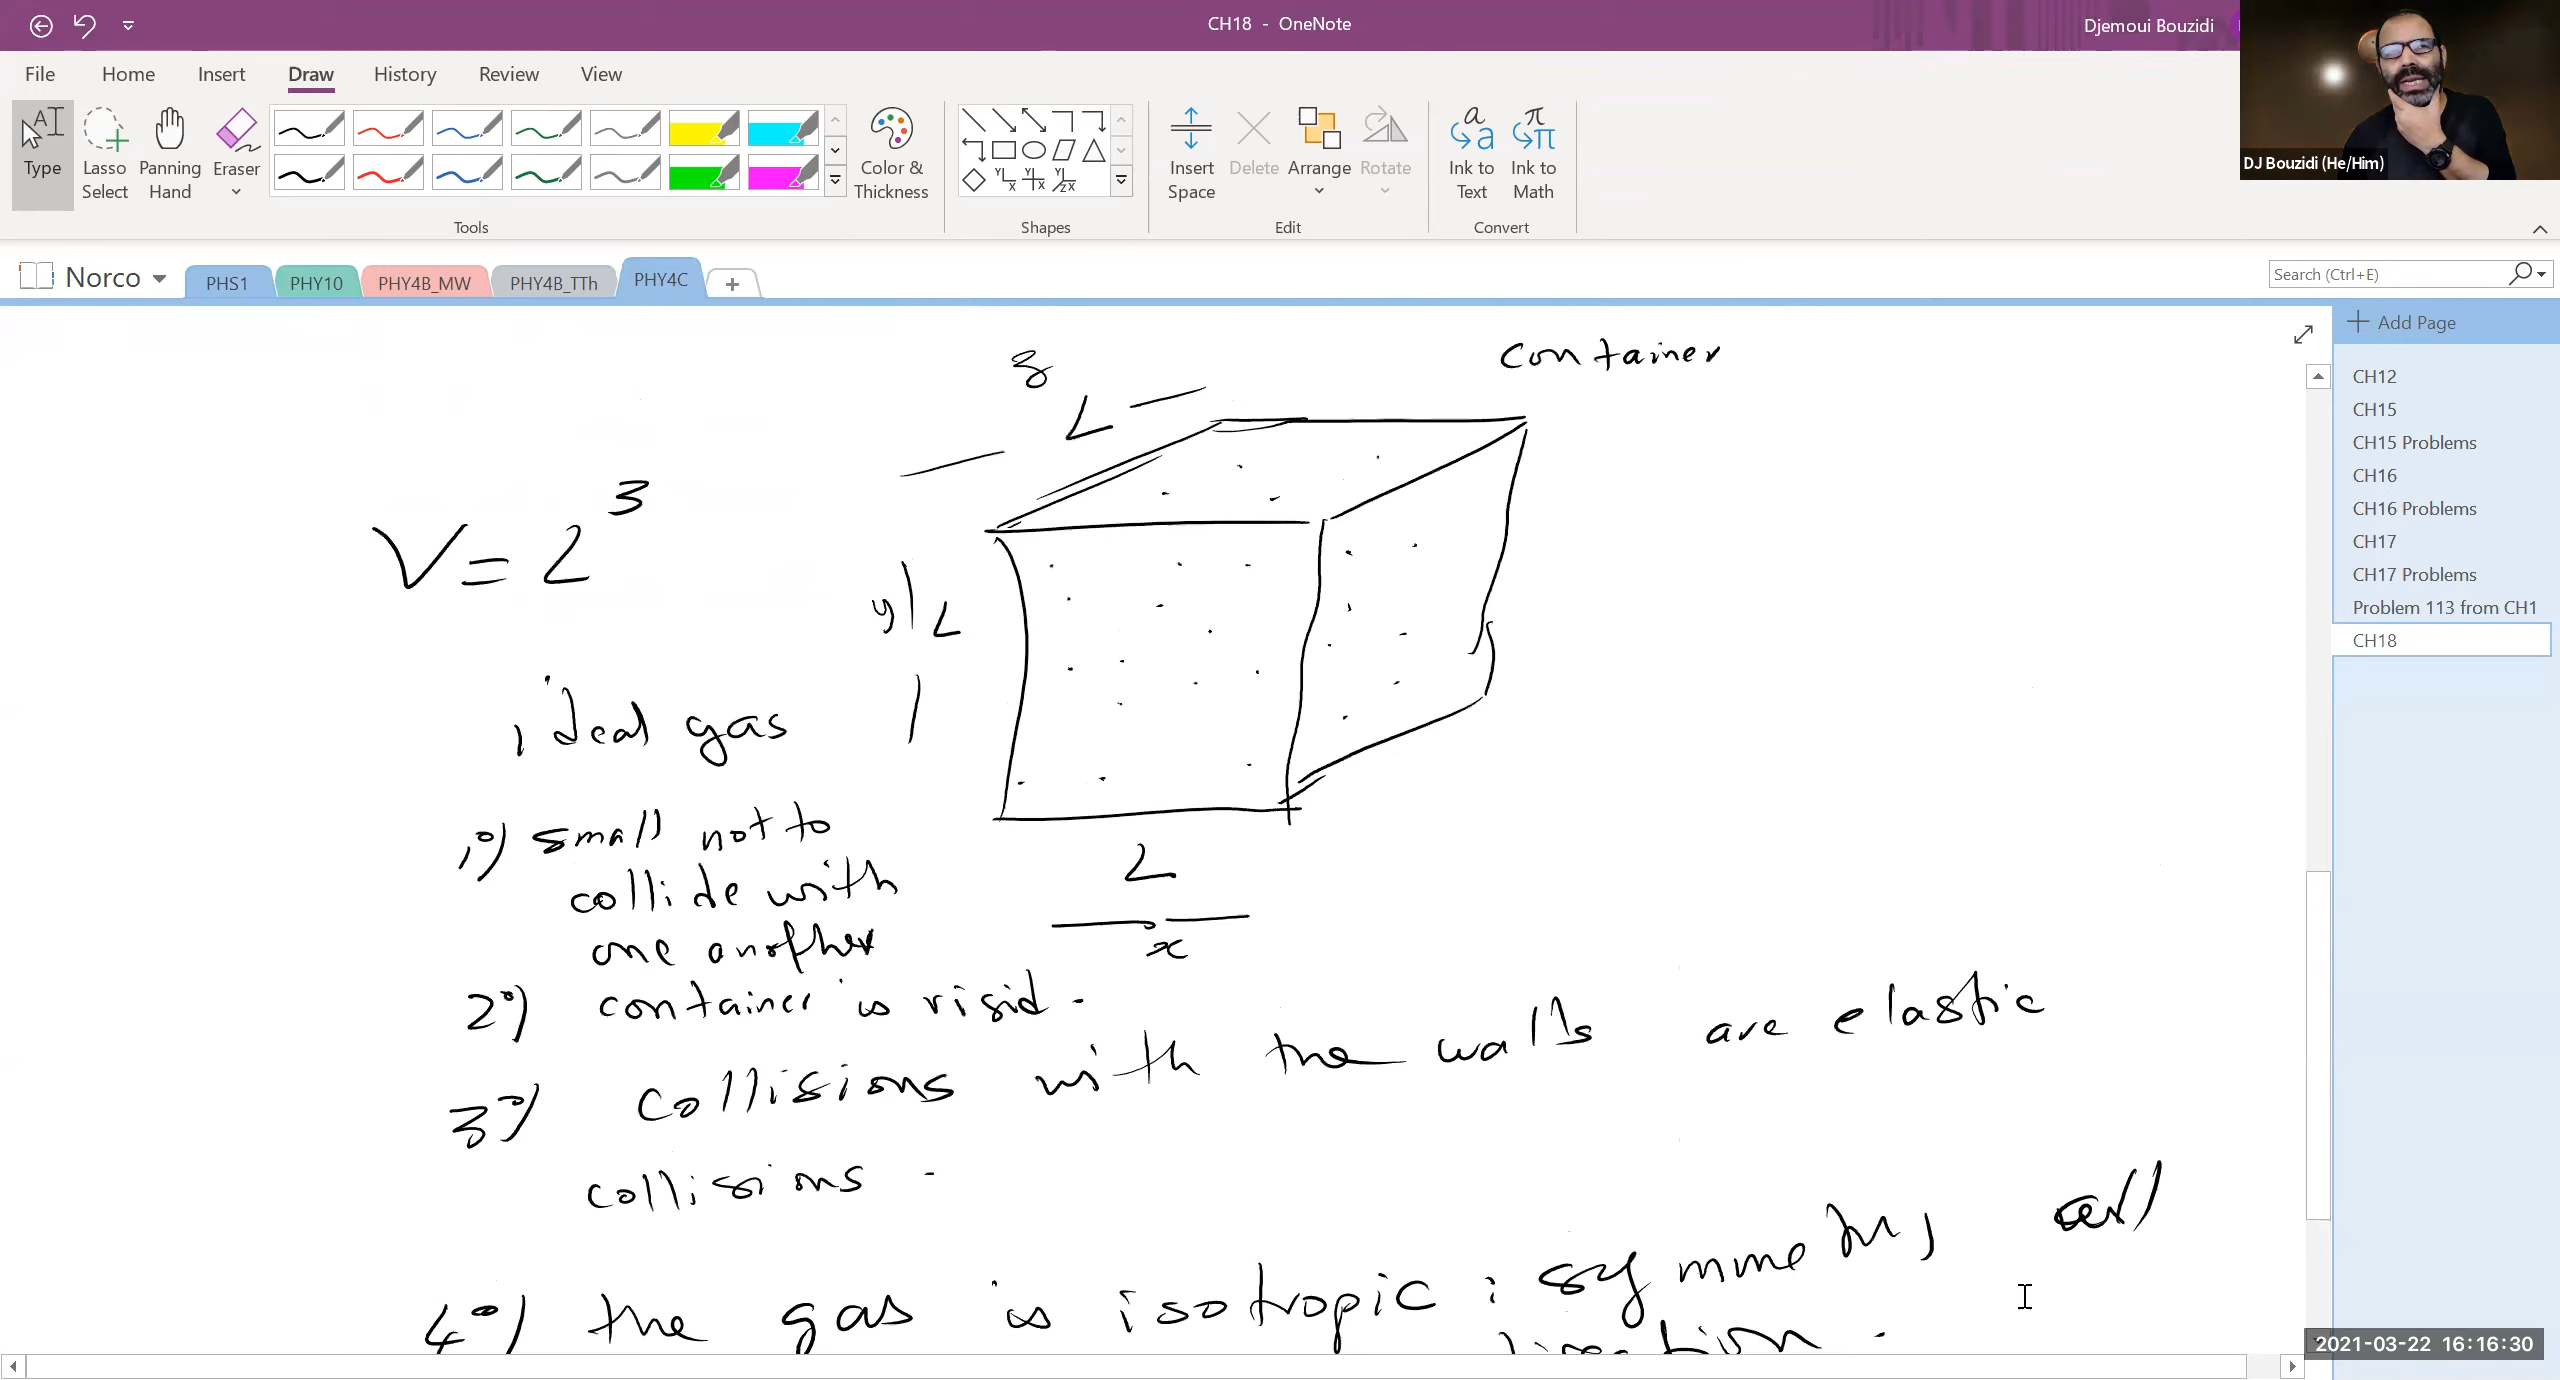 CH18 - OneNote
Djemoui Bouzidi
File Home Insert Draw History Review View
DJ Bouzidi (He/Him)
Type
Lasso Select
Panning Hand
Eraser
Color & Thickness
Insert Space
Delete
Arrange
Rotate
Ink to Text
Ink to Math
Tools Shapes Edit Convert
Norco PHS1 PHY10 PHY4B_MW PHY4B_TTh PHY4C
Search (Ctrl+E)
Add Page
CH12
CH15
CH15 Problems
CH16
CH16 Problems
CH17
CH17 Problems
Problem 113 from CH1
CH18
container
z
L
V = L³
y L
ideal gas
1°) small not to
collide with
one another
L
x
2°) container is rigid.
3°) collisions with the walls are elastic
collisions.
4°) the gas is isotropic : symmetry all
2021-03-22 16:16:30